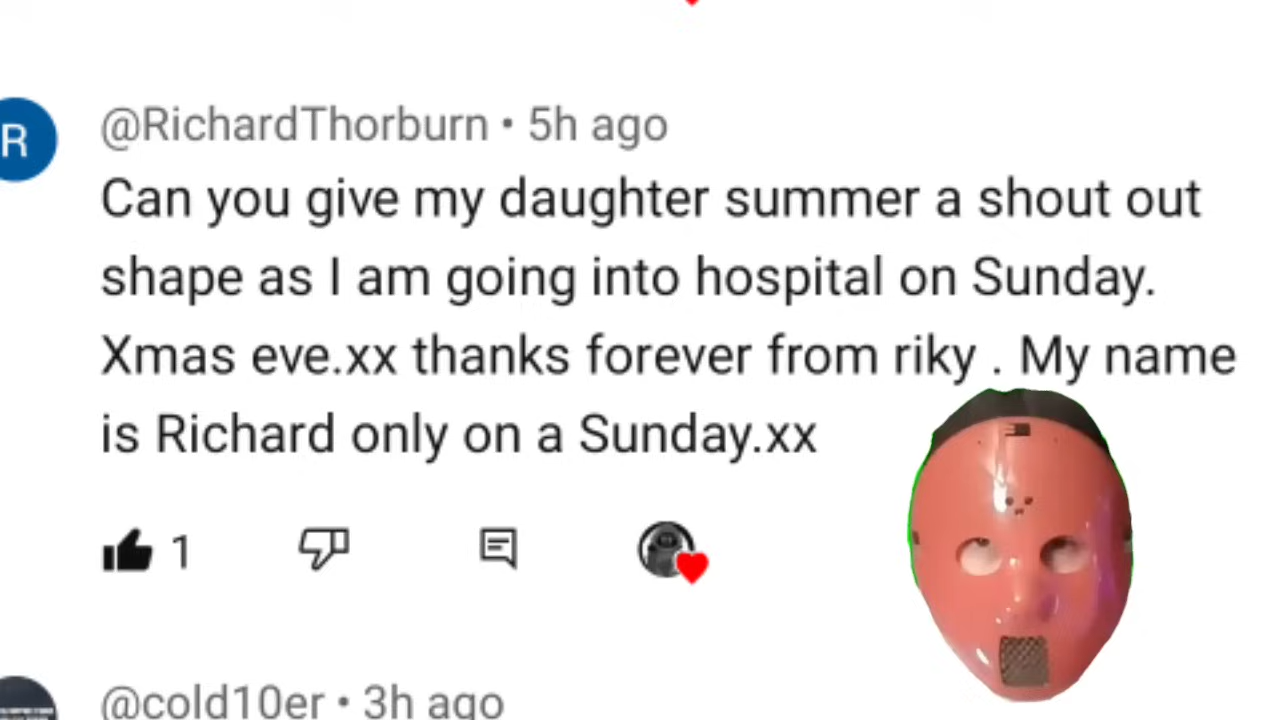 @RichardThorburn • 5h ago
R
Can you give my daughter summer a shout out
shape as I am going into hospital on Sunday.
Xmas eve.xx thanks forever from riky . My name
is Richard only on a Sunday.xx
1
@cold10er • 3h ago